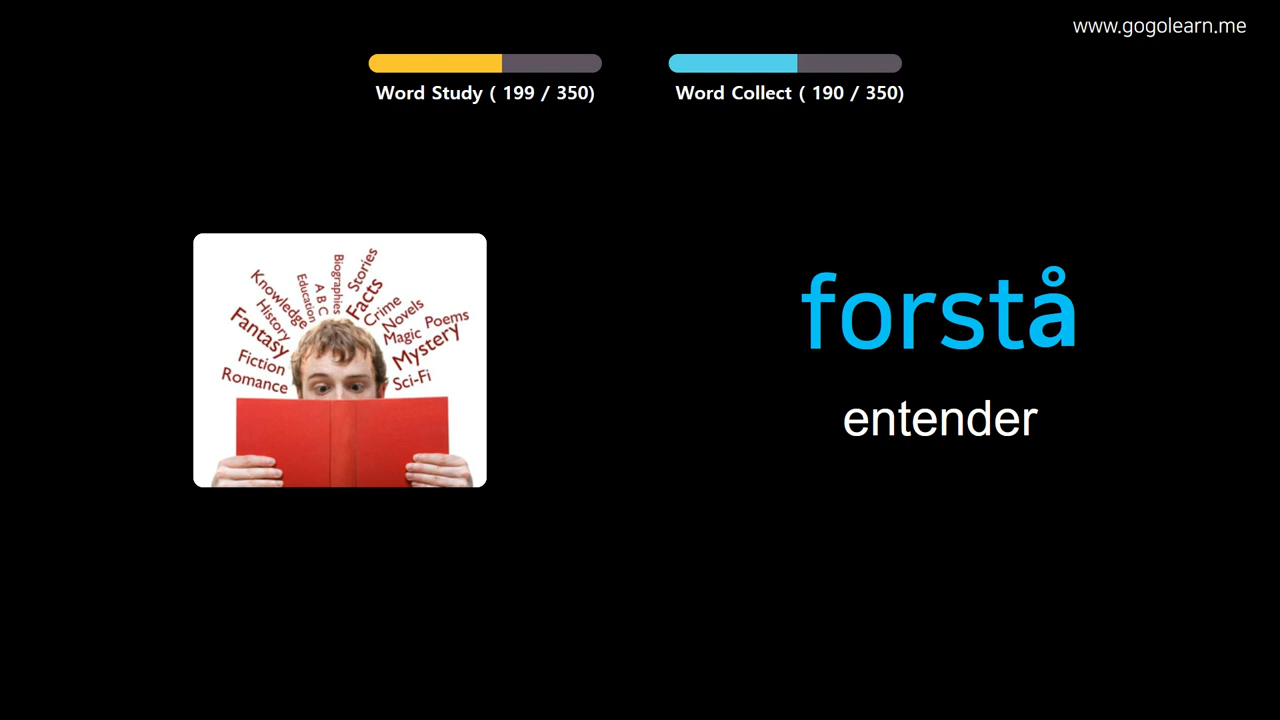 www.gogolearn.me
Word Study ( 199 / 350)
Word Collect ( 190 / 350)
Knowledge
History
Fantasy
Fiction
Romance
Education
A B C
Biographies
Stories
Facts
Crime
Novels
Magic
Poems
Mystery
Sci-Fi
forstå
entender